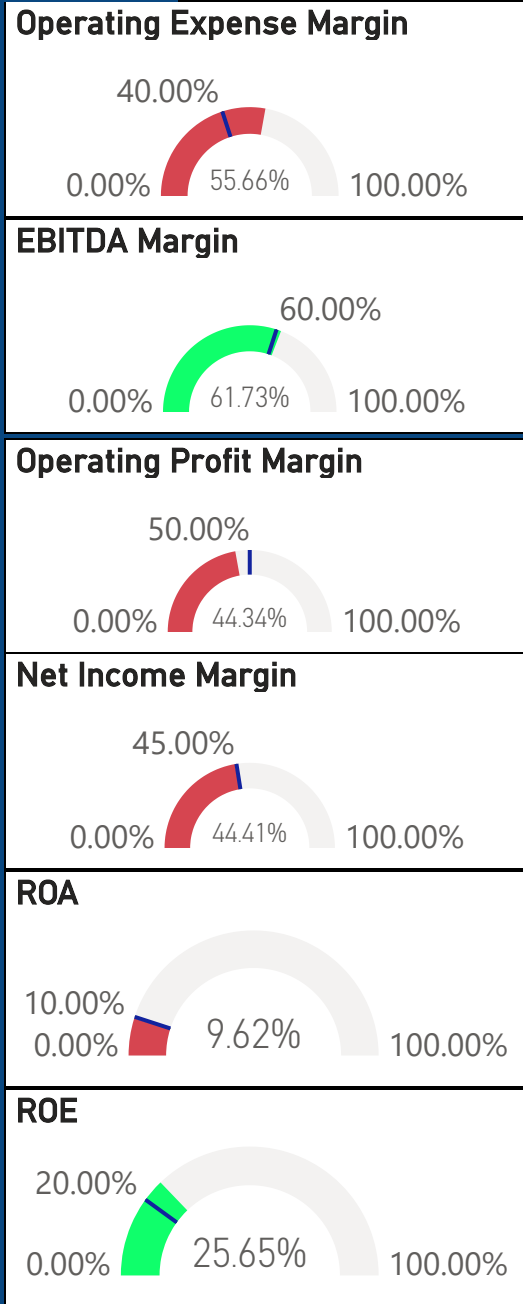 Operating Expense Margin
40.00%
0.00% 55.66% 100.00%
EBITDA Margin
60.00%
0.00% 61.73% 100.00%
Operating Profit Margin
50.00%
0.00% 44.34% 100.00%
Net Income Margin
45.00%
0.00% 44.41% 100.00%
ROA
10.00%
0.00% 9.62% 100.00%
ROE
20.00%
0.00% 25.65% 100.00%